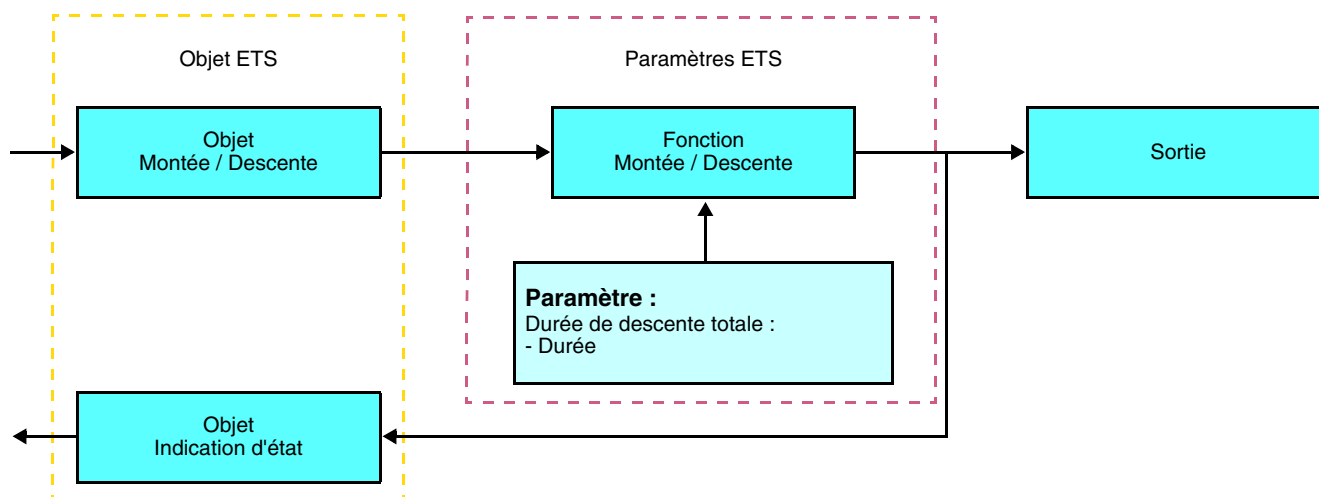 Objet ETS
Paramètres ETS
Objet
Montée / Descente
Fonction
Montée / Descente
Sortie
Paramètre :
Durée de descente totale :
- Durée
Objet
Indication d'état